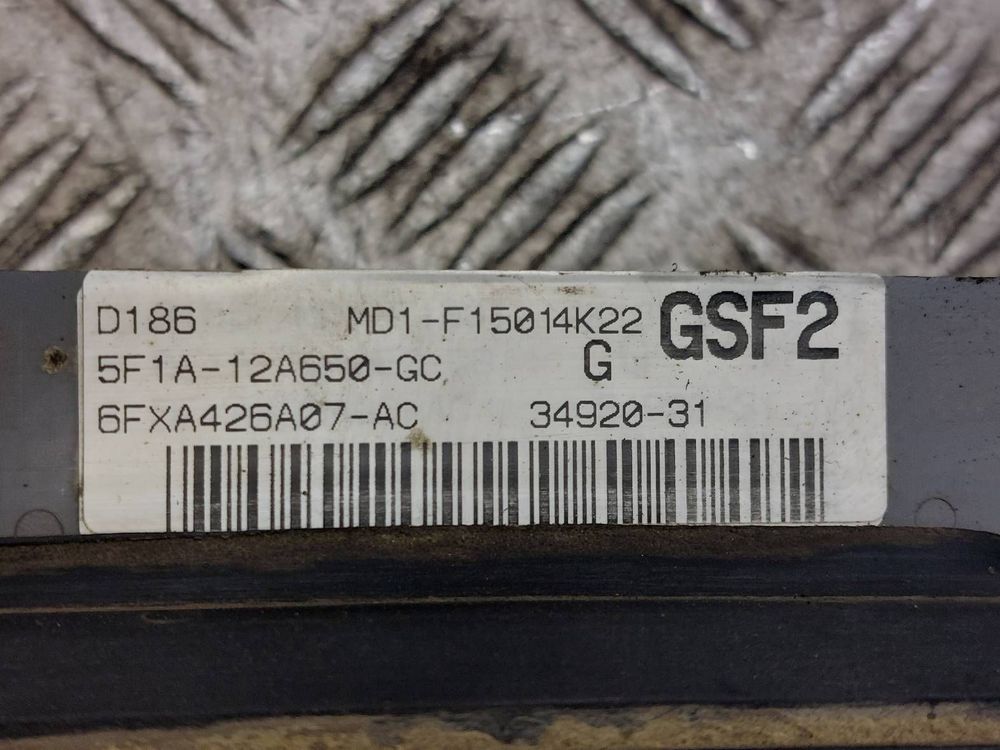 D186 MD1-F15014K22 GSF2
5F1A-12A650-GC G
6FXA426A07-AC 34920-31